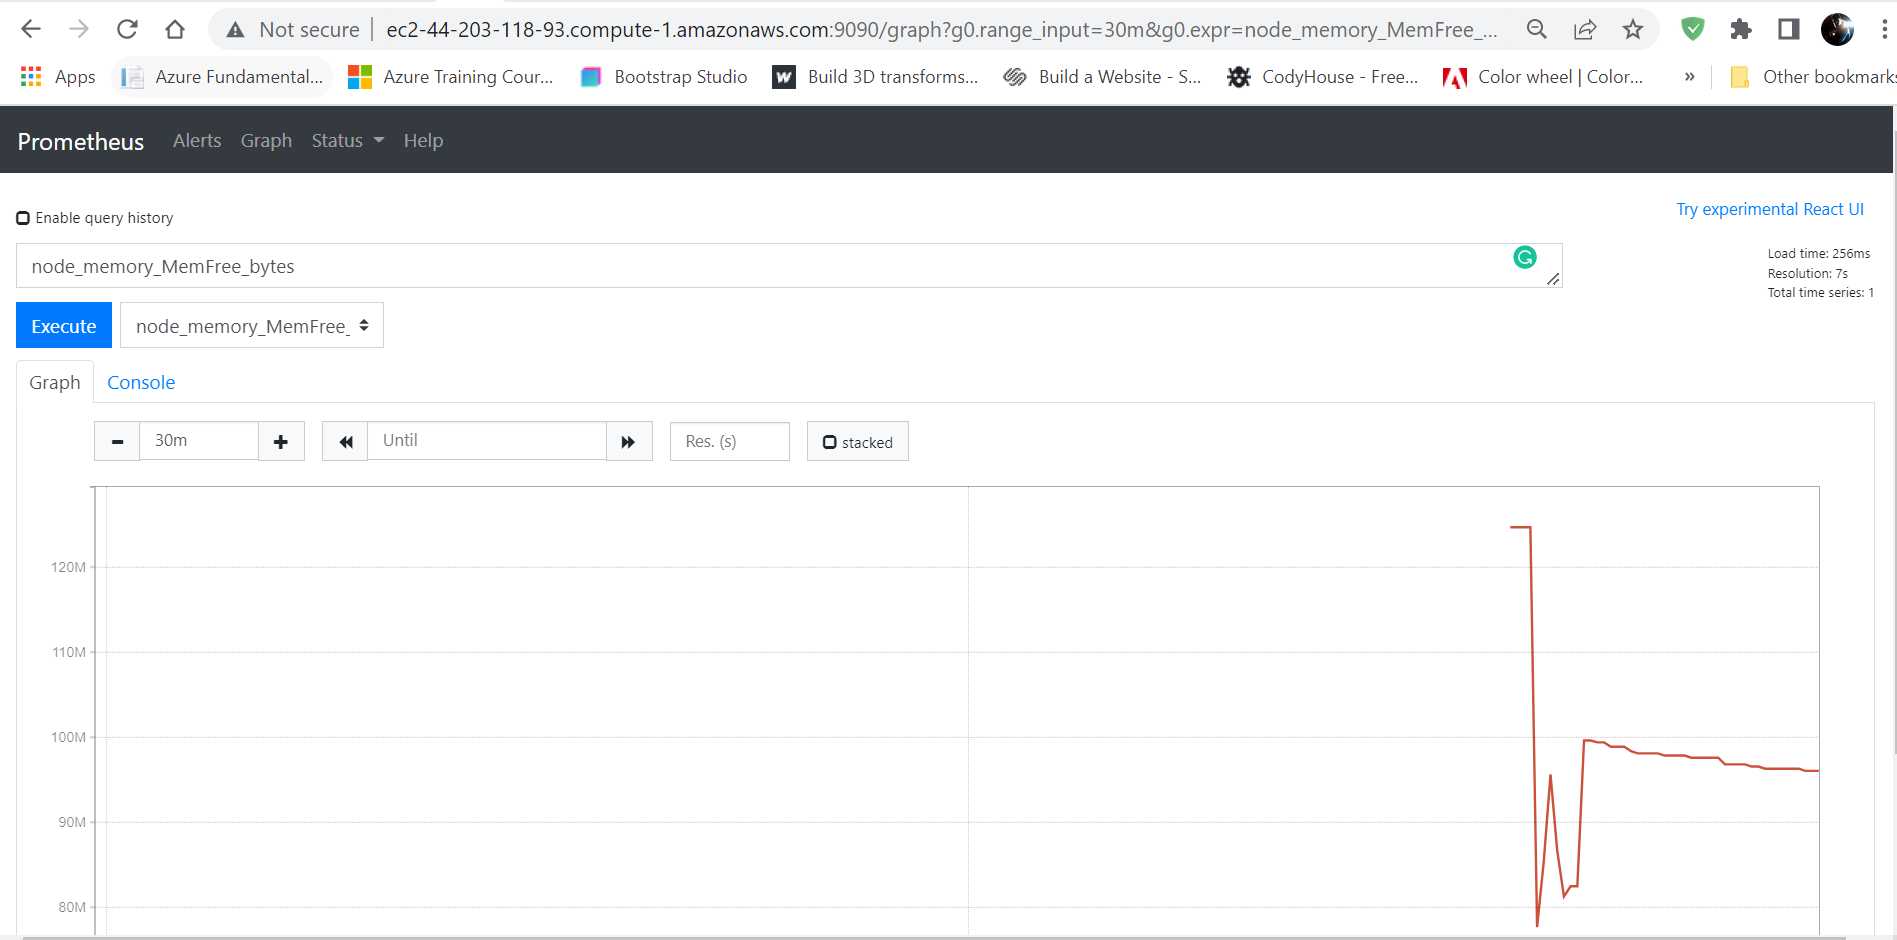 Not secure ec2-44-203-118-93.compute-1.amazonaws.com:9090/graph?g0.range_input=30m&g0.expr=node_memory_MemFree_...
Apps Azure Fundamental... Azure Training Cour... Bootstrap Studio Build 3D transforms... Build a Website - S... CodyHouse - Free... Color wheel | Color... » Other bookmarks
Prometheus Alerts Graph Status Help
Enable query history
Try experimental React UI
node_memory_MemFree_bytes
Load time: 256ms
Resolution: 7s
Total time series: 1
Execute node_memory_MemFree_
Graph Console
30m Until Res. (s) stacked
120M
110M
100M
90M
80M